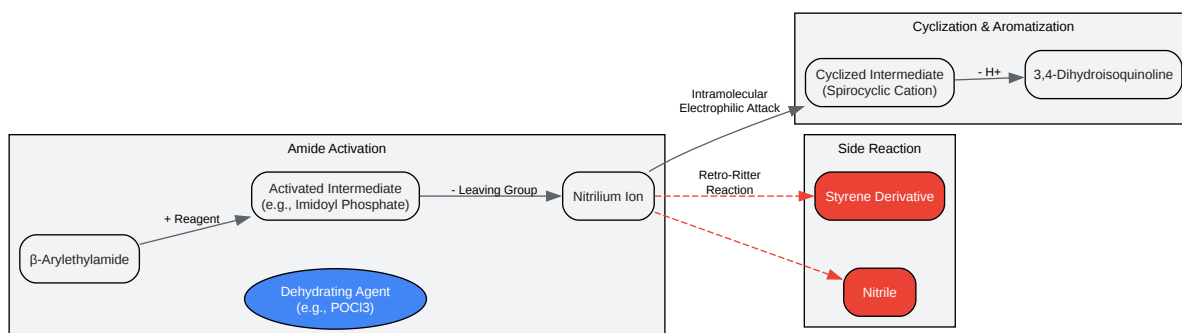 Cyclization & Aromatization
Cyclized Intermediate
(Spirocyclic Cation)
- H+
3,4-Dihydroisoquinoline
Intramolecular
Electrophilic Attack
Amide Activation
β-Arylethylamide
+ Reagent
Activated Intermediate
(e.g., Imidoyl Phosphate)
- Leaving Group
Nitrilium Ion
Dehydrating Agent
(e.g., POCl3)
Retro-Ritter
Reaction
Side Reaction
Styrene Derivative
Nitrile